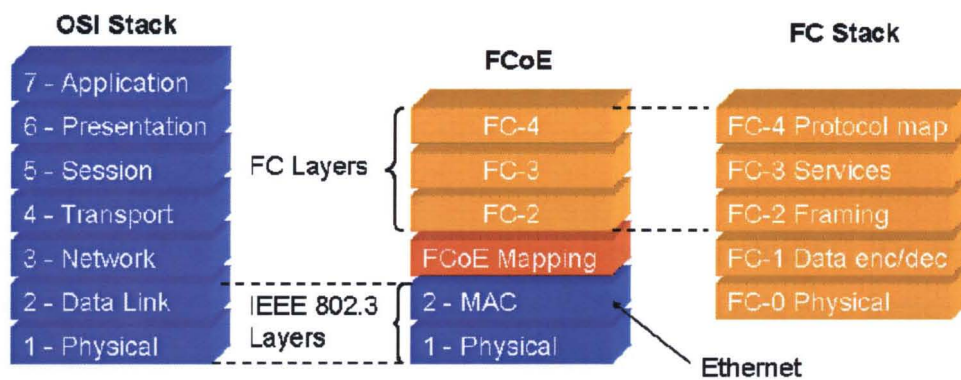 OSI Stack
7 - Application
6 - Presentation
5 - Session
4 - Transport
3 - Network
2 - Data Link
1 - Physical
FC Layers
IEEE 802.3
Layers
FCoE
FC-4
FC-3
FC-2
FCoE Mapping
2 - MAC
1 - Physical
Ethernet
FC Stack
FC-4 Protocol map
FC-3 Services
FC-2 Framing
FC-1 Data enc/dec
FC-0 Physical